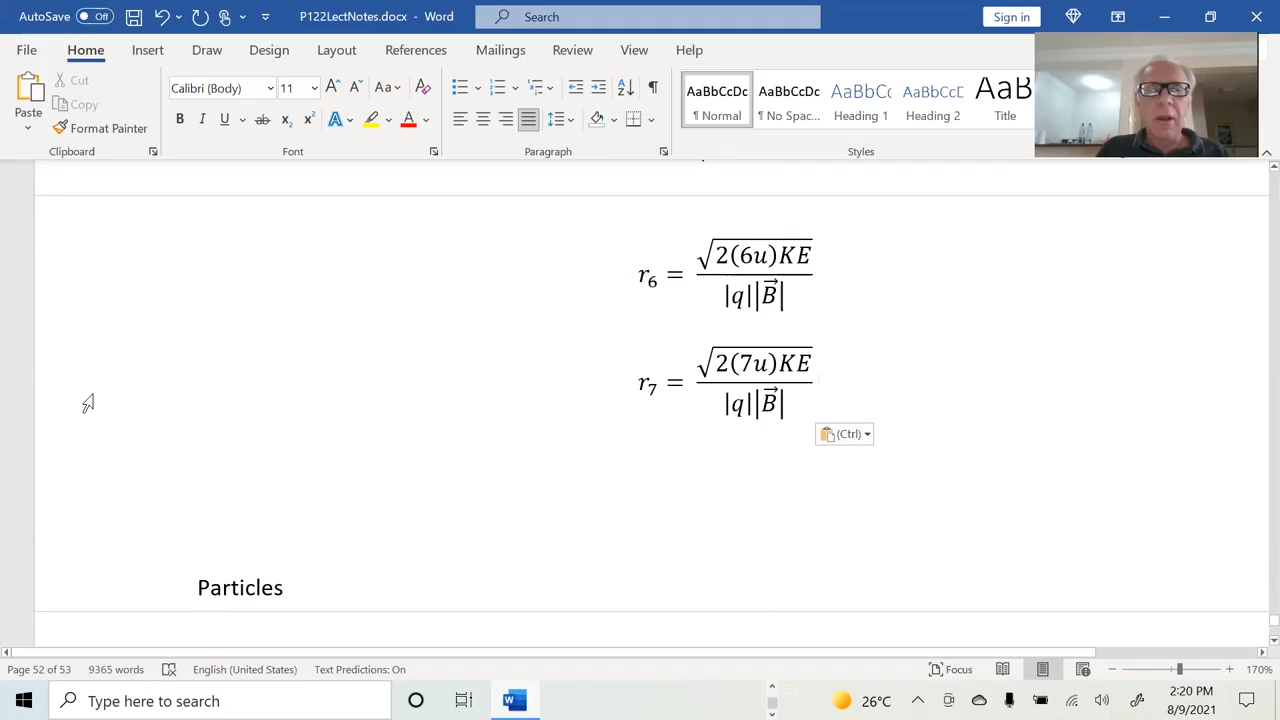 AutoSave Off P122LectNotes.docx - Word Search Sign in
File Home Insert Draw Design Layout References Mailings Review View Help
Paste Cut Copy Format Painter
Calibri (Body) 11
AaBbCcDc AaBbCcDc AaBbCc AaBbCcD AaB
¶ Normal ¶ No Spac... Heading 1 Heading 2 Title
Clipboard Font Paragraph Styles
r₆ = √2(6u)KE / |q||B⃗|
r₇ = √2(7u)KE / |q||B⃗|
(Ctrl)
Particles
Page 52 of 53 9365 words English (United States) Text Predictions: On Focus 170%
Type here to search 26°C 2:20 PM
8/9/2021